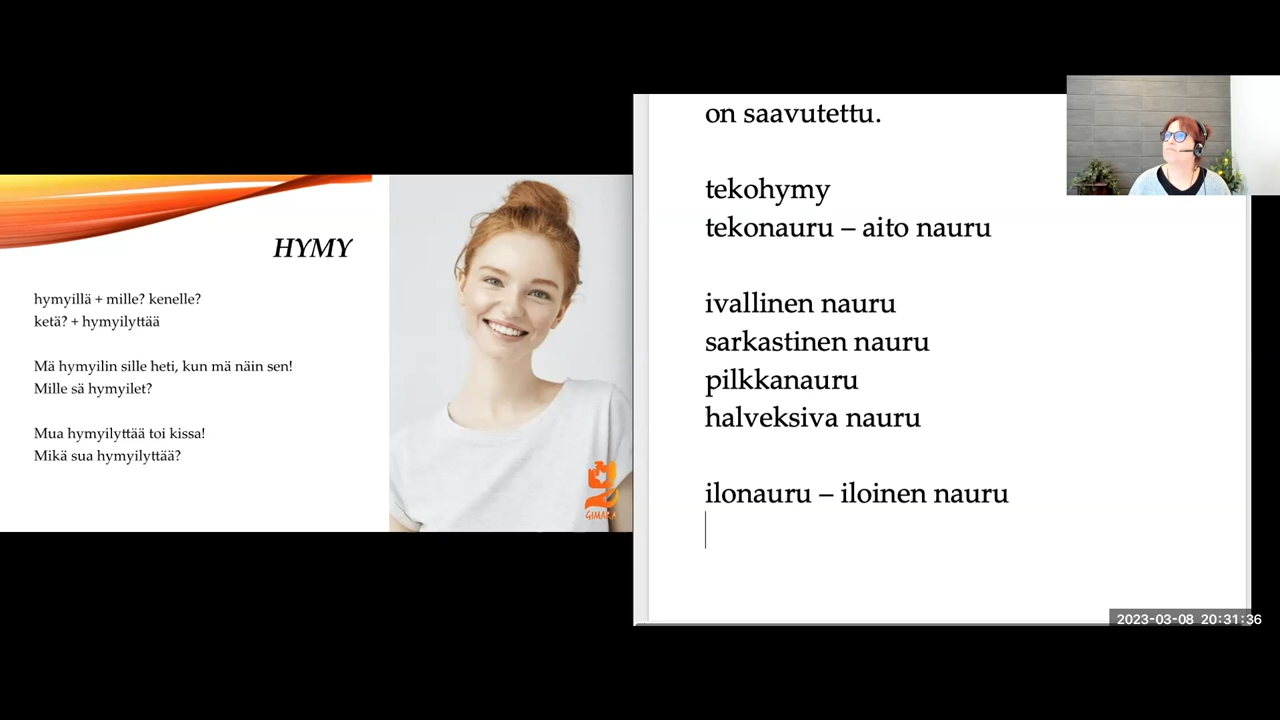 HYMY
hymyillä + mille? kenelle?
ketä? + hymyilyttää
Mä hymyilin sille heti, kun mä näin sen!
Mille sä hymyilet?
Mua hymyilyttää toi kissa!
Mikä sua hymyilyttää?
on saavutettu.
tekohymy
tekonauru – aito nauru
ivallinen nauru
sarkastinen nauru
pilkkanauru
halveksiva nauru
ilonauru – iloinen nauru
2023-03-08 20:31:36